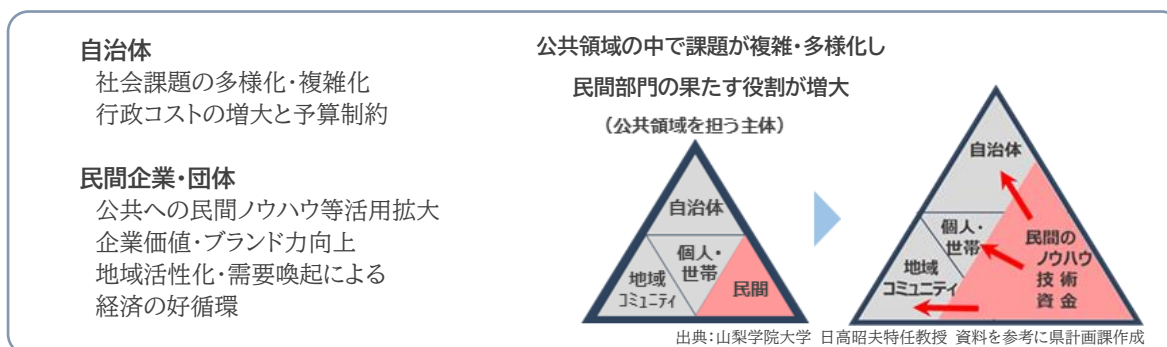 自治体
社会課題の多様化・複雑化
行政コストの増大と予算制約
民間企業・団体
公共への民間ノウハウ等活用拡大
企業価値・ブランド力向上
地域活性化・需要喚起による
経済の好循環
公共領域の中で課題が複雑・多様化し
民間部門の果たす役割が増大
（公共領域を担う主体）
自治体
個人・
世帯
地域
コミュニティ
民間
自治体
個人・
世帯
地域
コミュニティ
民間の
ノウハウ
技術
資金
出典：山梨学院大学 日高昭夫特任教授 資料を参考に県計画課作成